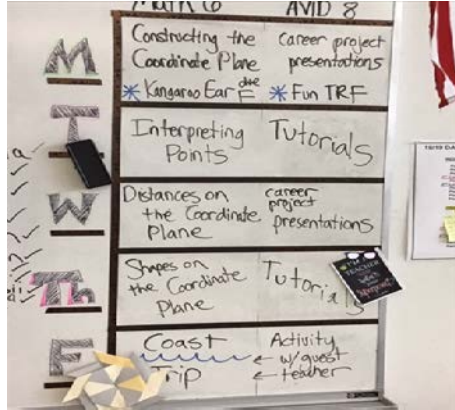 MATH 6 AVID 8
M
Constructing the
Coordinate Plane
* Kangaroo Ear due F
career project
presentations
* Fun TRF
T
Interpreting
Points
Tutorials
W
Distances on
the Coordinate
Plane
career
project
presentations
Th
Shapes on
the Coordinate
Plane
Tutorials
TEACHER
F
Coast
Trip
Activity
← w/guest
← teacher